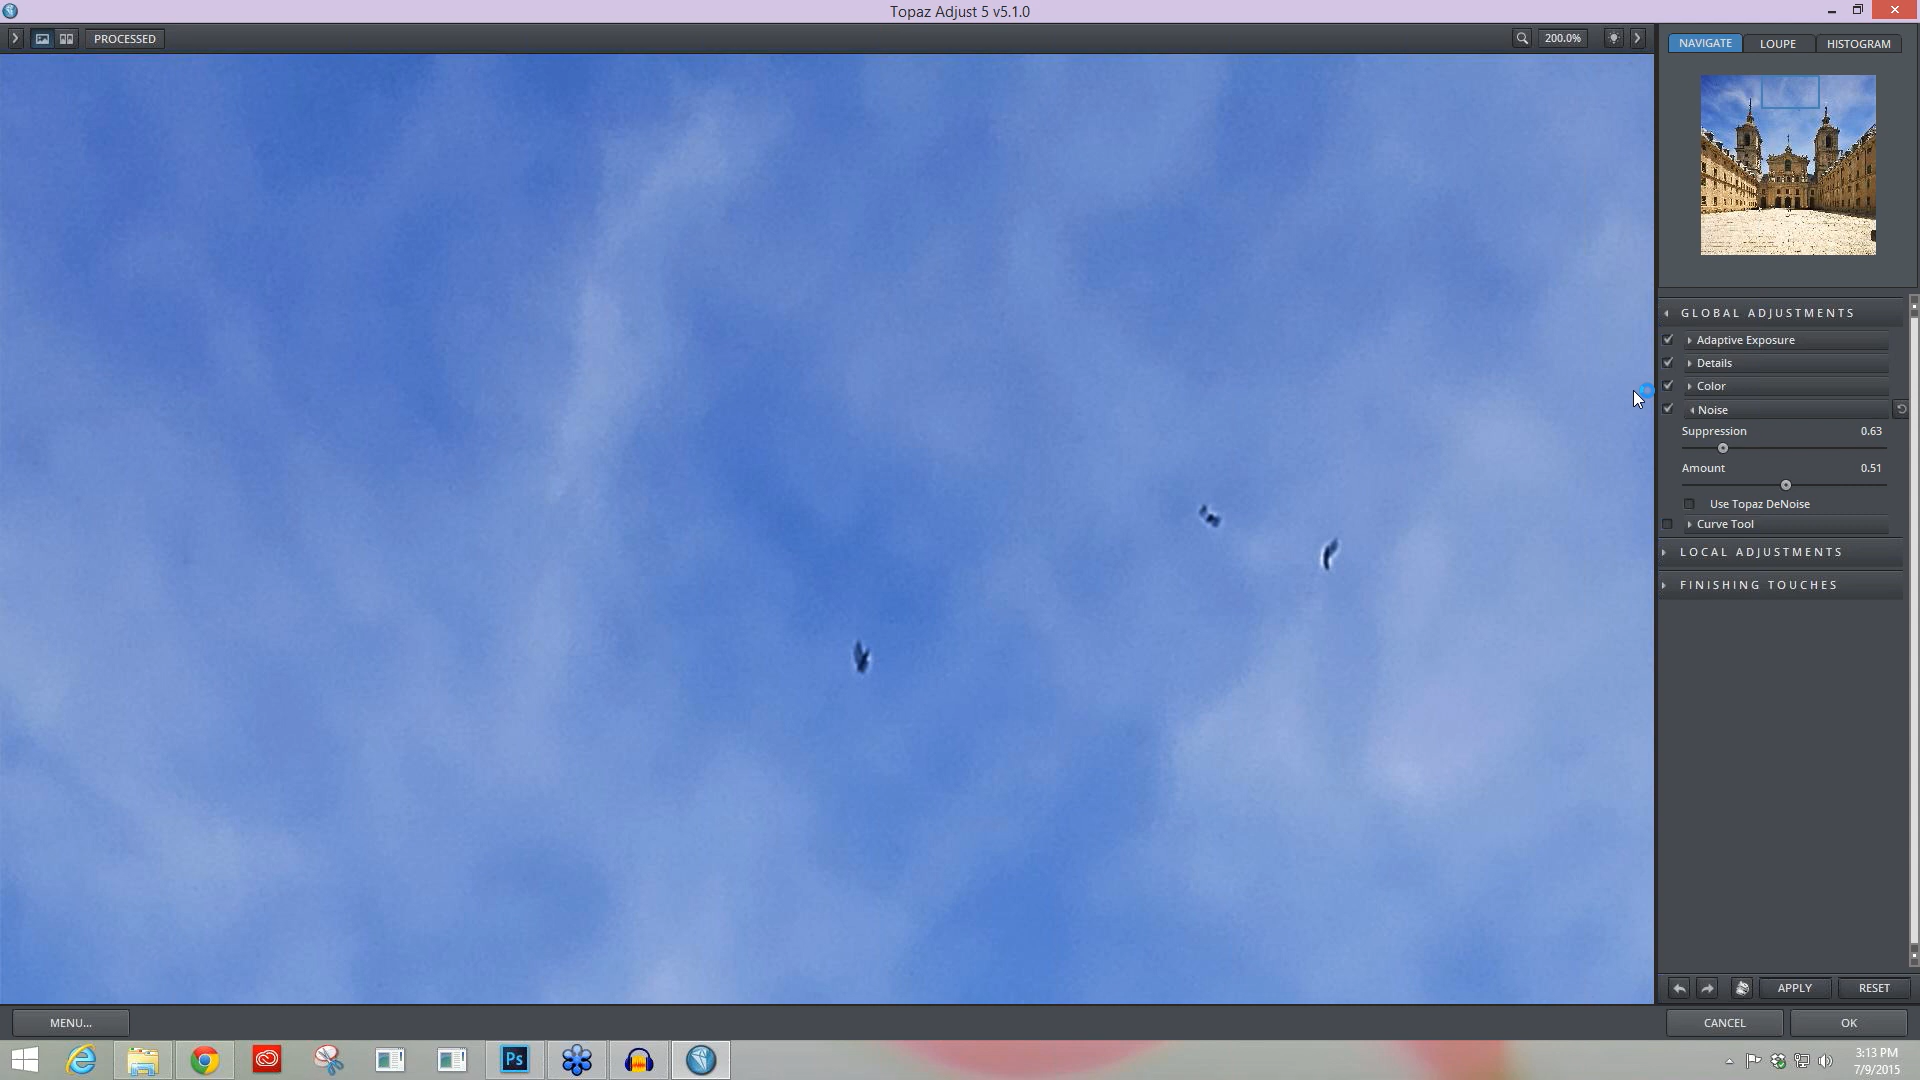 Topaz Adjust 5 v5.1.0
PROCESSED
200.0%
NAVIGATE
LOUPE
HISTOGRAM
GLOBAL ADJUSTMENTS
Adaptive Exposure
Details
Color
Noise
Suppression 0.63
Amount 0.51
Use Topaz DeNoise
Curve Tool
LOCAL ADJUSTMENTS
FINISHING TOUCHES
APPLY
RESET
MENU...
CANCEL
OK
Ps
3:13 PM
7/9/2015